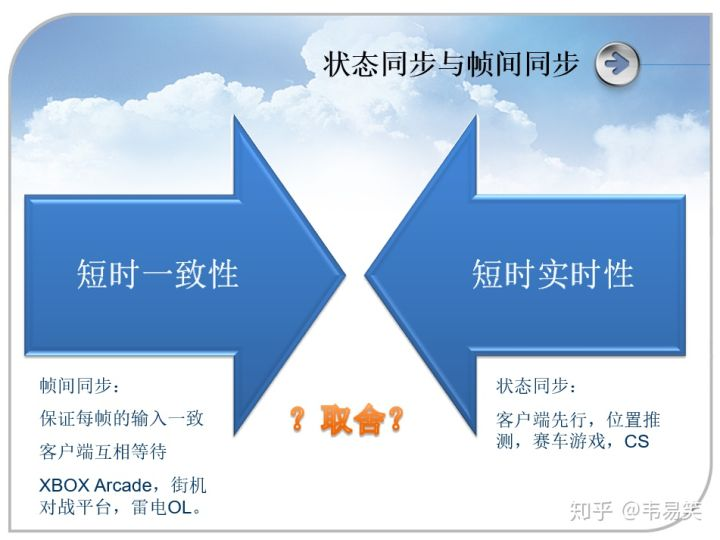 状态同步与帧间同步
短时一致性
短时实时性
帧间同步：
保证每帧的输入一致
客户端互相等待
XBOX Arcade，街机
对战平台，雷电OL。
？取舍？
状态同步：
客户端先行，位置推
测，赛车游戏，CS
知乎 @韦易笑